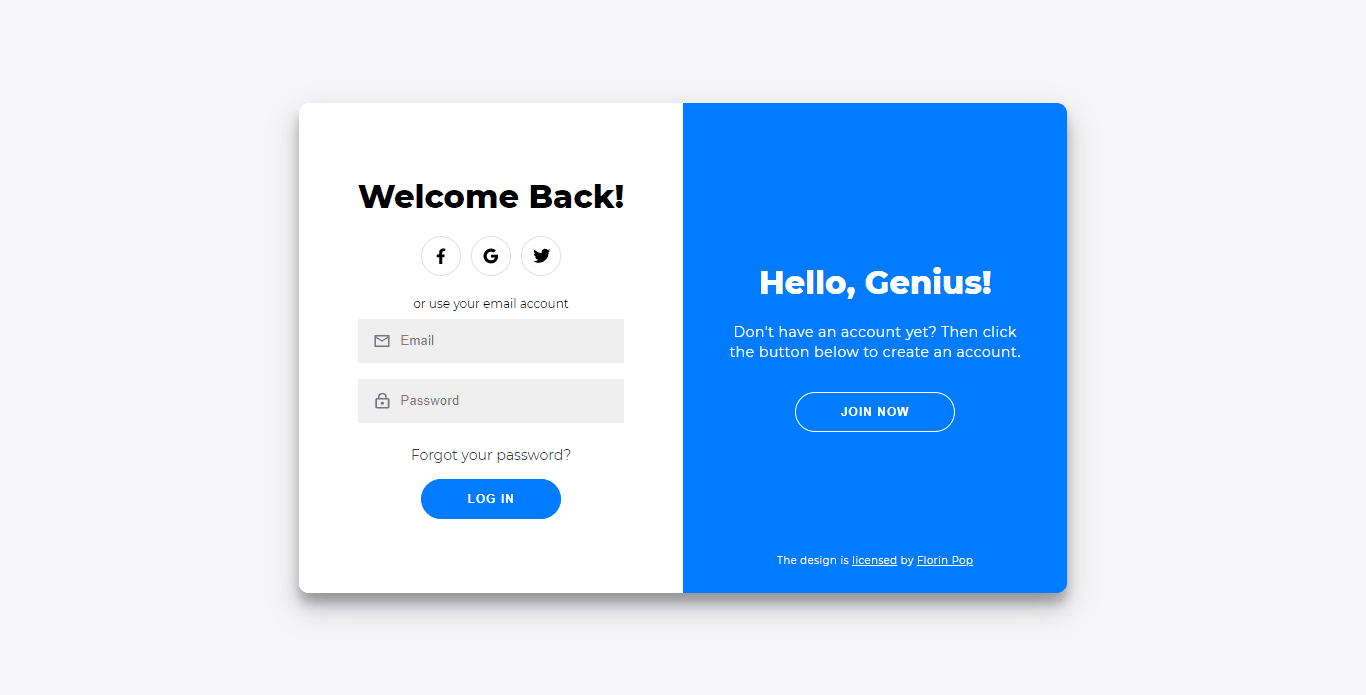 Welcome Back!
or use your email account
Email
Password
Forgot your password?
LOG IN
Hello, Genius!
Don't have an account yet? Then click
the button below to create an account.
JOIN NOW
The design is licensed by Florin Pop